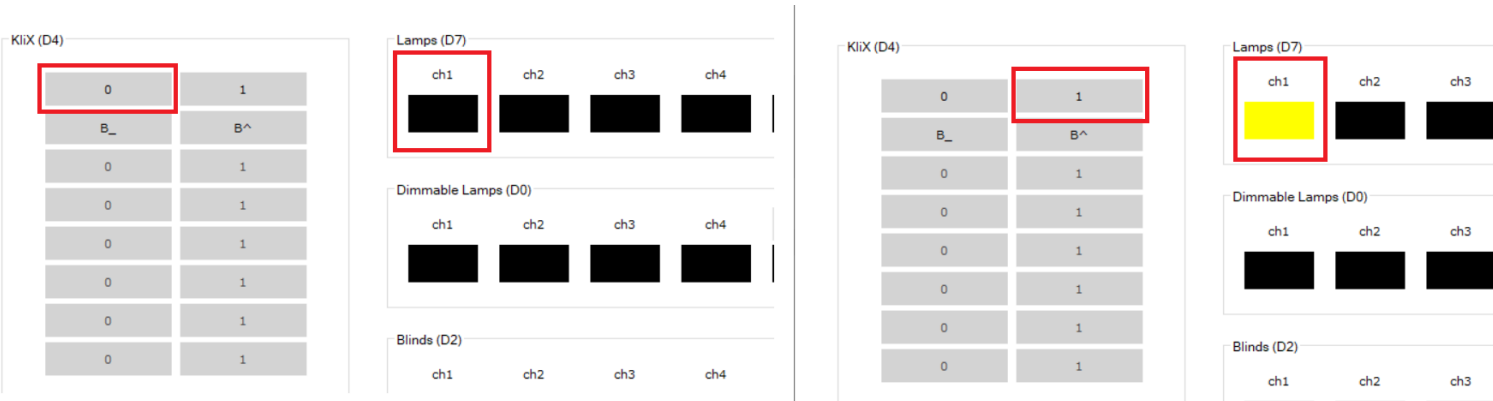 KliX (D4)
0 1
B_ B^
0 1
0 1
0 1
0 1
0 1
0 1
Lamps (D7)
ch1 ch2 ch3 ch4
Dimmable Lamps (D0)
ch1 ch2 ch3 ch4
Blinds (D2)
ch1 ch2 ch3 ch4
KliX (D4)
0 1
B_ B^
0 1
0 1
0 1
0 1
0 1
0 1
Lamps (D7)
ch1 ch2 ch3
Dimmable Lamps (D0)
ch1 ch2 ch3
Blinds (D2)
ch1 ch2 ch3